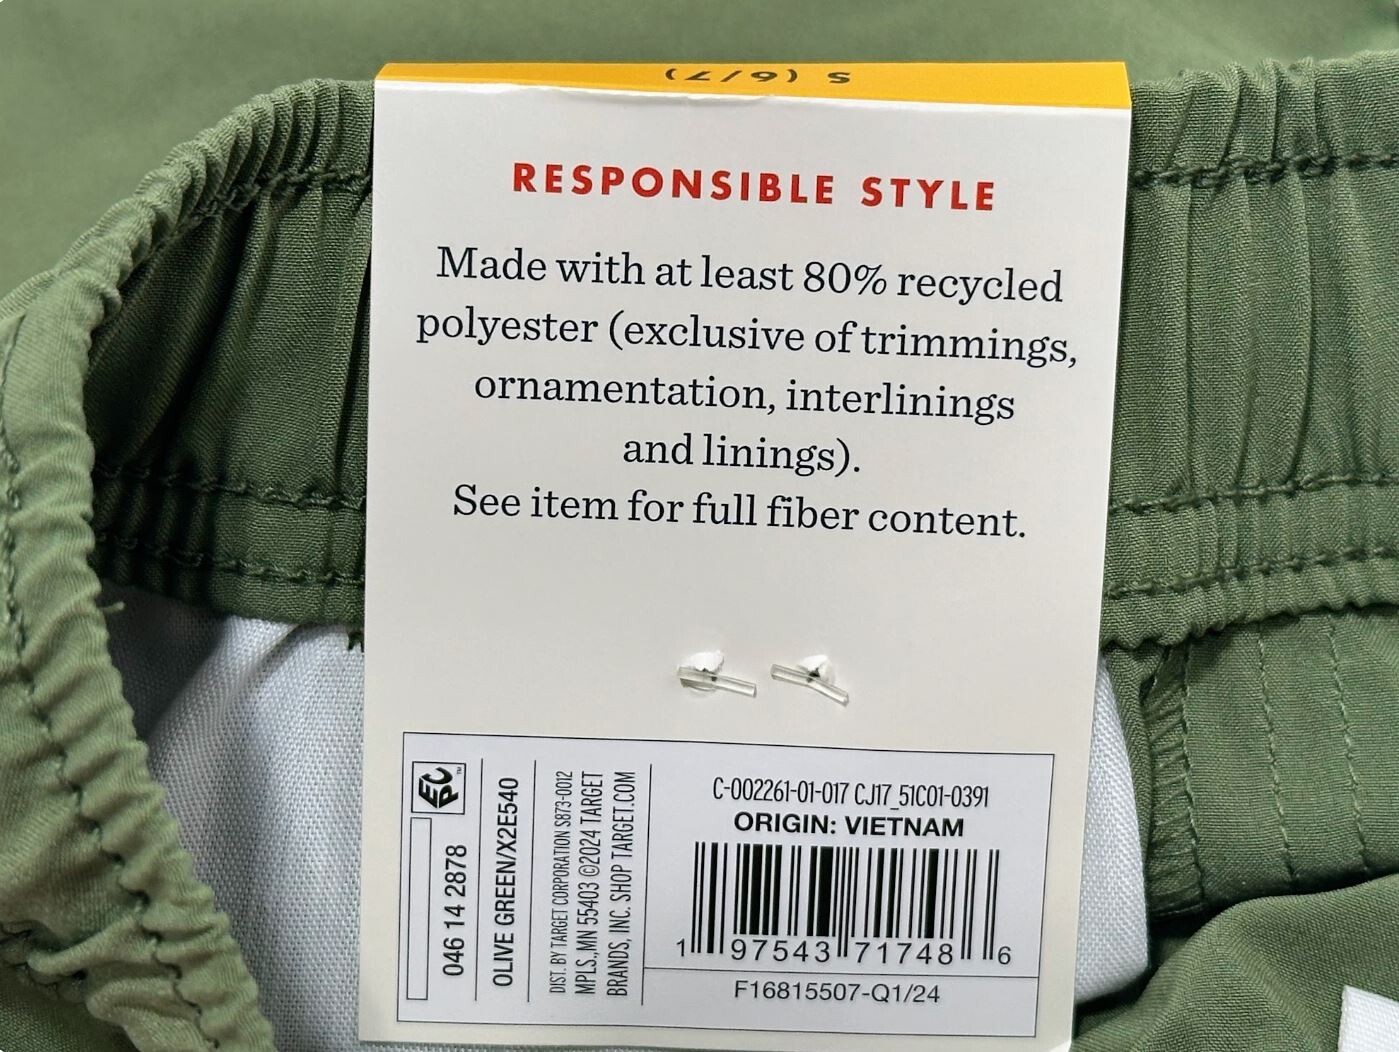 S (6/7)
RESPONSIBLE STYLE
Made with at least 80% recycled
polyester (exclusive of trimmings,
ornamentation, interlinings
and linings).
See item for full fiber content.
EPC™
046 14 2878
OLIVE GREEN/X2E540
DIST. BY TARGET CORPORATION S873-0012
MPLS.,MN 55403 ©2024 TARGET
BRANDS, INC. SHOP TARGET.COM
C-002261-01-017 CJ17_51C01-0391
ORIGIN: VIETNAM
1 97543 71748 6
F16815507-Q1/24